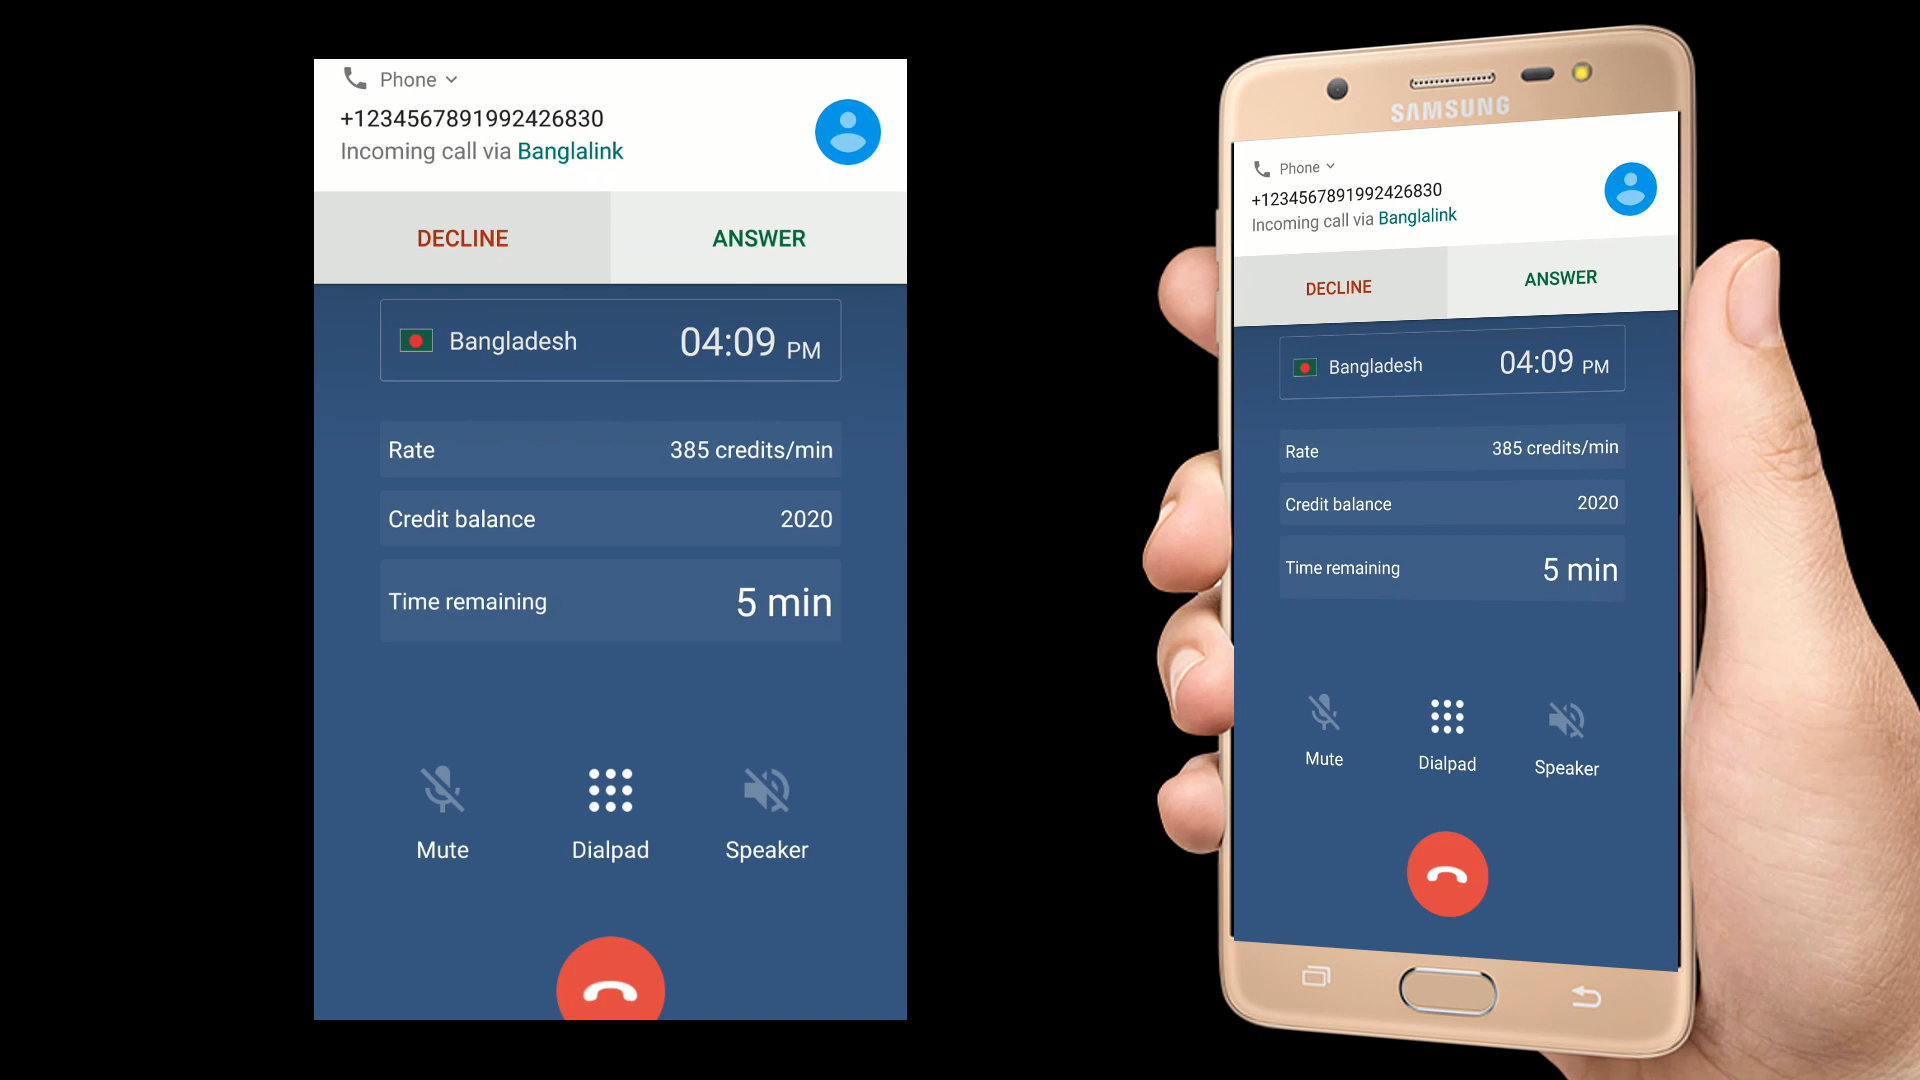 Phone
+1234567891992426830
Incoming call via Banglalink
DECLINE
ANSWER
Bangladesh
04:09 PM
Rate
385 credits/min
Credit balance
2020
Time remaining
5 min
Mute
Dialpad
Speaker
SAMSUNG
Phone
+1234567891992426830
Incoming call via Banglalink
DECLINE
ANSWER
Bangladesh
04:09 PM
Rate
385 credits/min
Credit balance
2020
Time remaining
5 min
Mute
Dialpad
Speaker